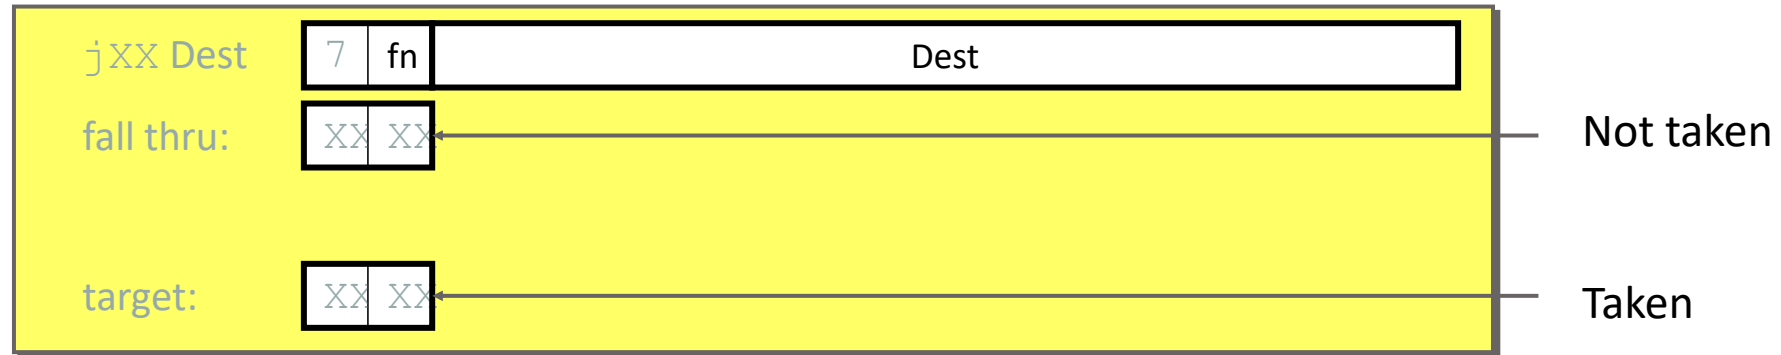 jXX Dest 7 fn Dest
fall thru: XX XX Not taken
target: XX XX Taken